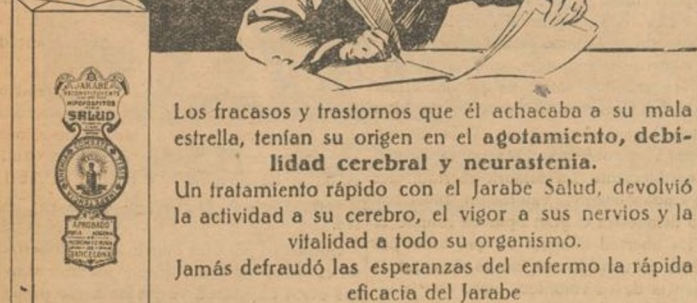 JARABE
HIPOFOSFITOS
SALUD
APROBADO
BARCELONA
Los fracasos y trastornos que él achacaba a su mala
estrella, tenían su origen en el agotamiento, debi-
lidad cerebral y neurastenia.
Un tratamiento rápido con el Jarabe Salud, devolvió
la actividad a su cerebro, el vigor a sus nervios y la
vitalidad a todo su organismo.
Jamás defraudó las esperanzas del enfermo la rápida
eficacia del Jarabe